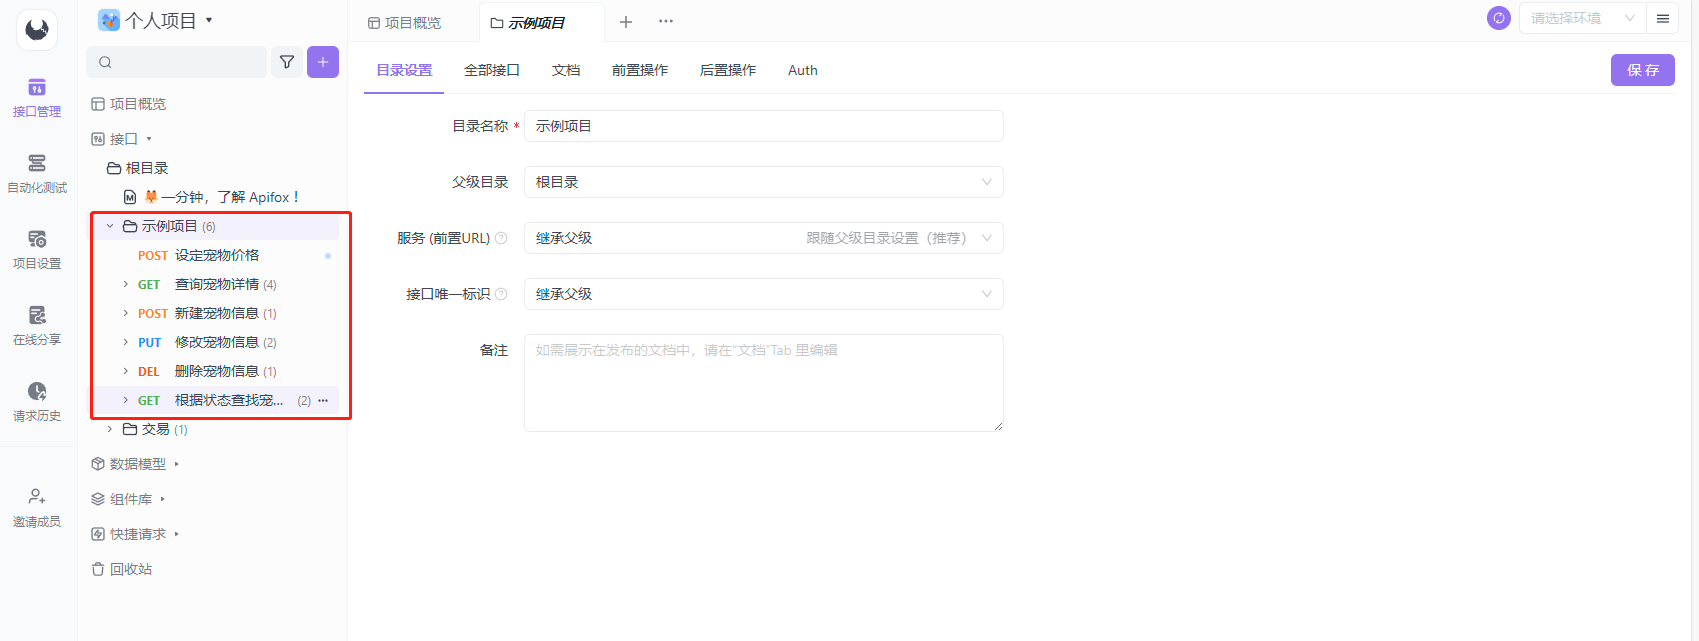 个人项目
接口管理
自动化测试
项目设置
在线分享
请求历史
邀请成员
项目概览
接口
根目录
一分钟，了解 Apifox！
示例项目 (6)
POST 设定宠物价格
GET 查询宠物详情 (4)
POST 新建宠物信息 (1)
PUT 修改宠物信息 (2)
DEL 删除宠物信息 (1)
GET 根据状态查找宠... (2)
交易 (1)
数据模型
组件库
快捷请求
回收站
项目概览 示例项目
请选择环境
目录设置 全部接口 文档 前置操作 后置操作 Auth
保 存
目录名称 * 示例项目
父级目录 根目录
服务 (前置URL) 继承父级 跟随父级目录设置（推荐）
接口唯一标识 继承父级
备注 如需展示在发布的文档中，请在“文档”Tab 里编辑